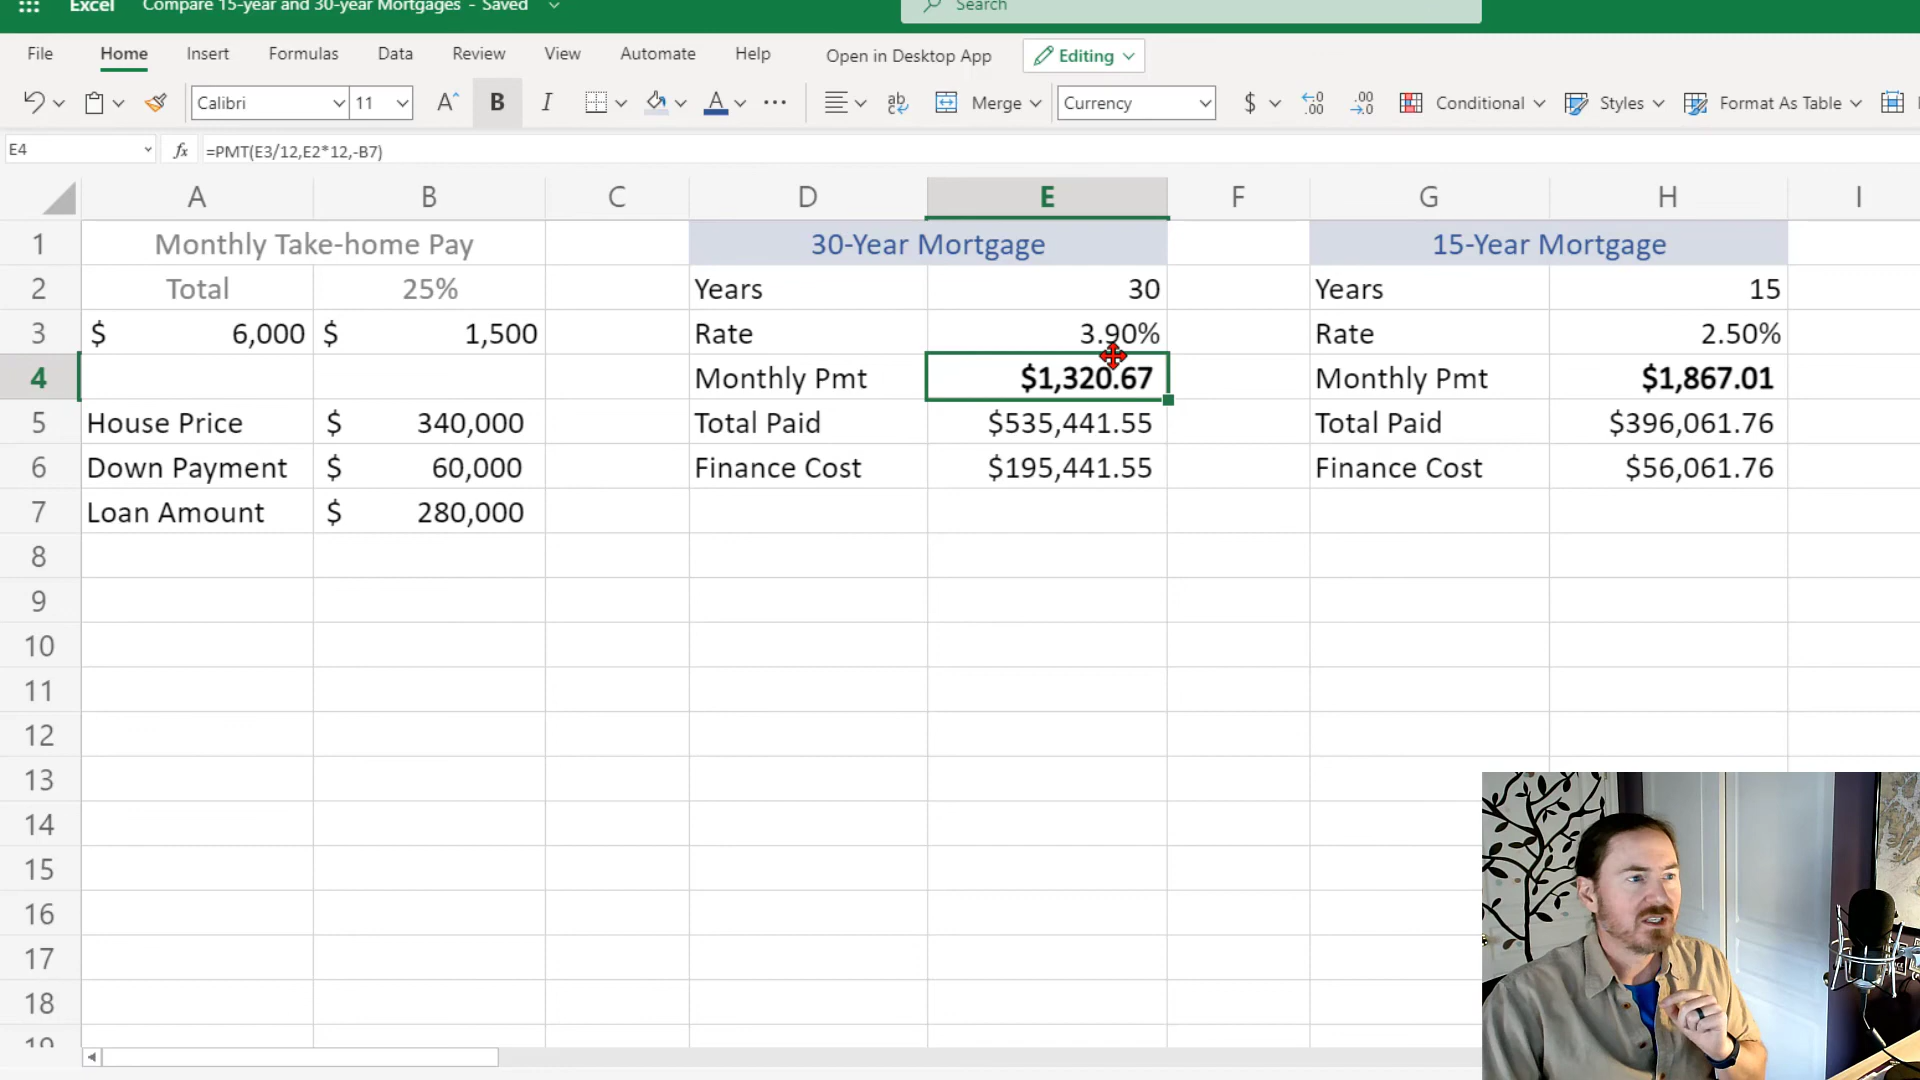 Excel Compare 15-year and 30-year Mortgages - Saved Search
File Home Insert Formulas Data Review View Automate Help Open in Desktop App Editing
Calibri 11 A B I A ... ab Merge Currency $ .00 Conditional Styles Format As Table
E4 fx =PMT(E3/12,E2*12,-B7)
A B C D E F G H I
1 Monthly Take-home Pay 30-Year Mortgage 15-Year Mortgage
2 Total 25% Years 30 Years 15
3 $ 6,000 $ 1,500 Rate 3.90% Rate 2.50%
4 Monthly Pmt $1,320.67 Monthly Pmt $1,867.01
5 House Price $ 340,000 Total Paid $535,441.55 Total Paid $396,061.76
6 Down Payment $ 60,000 Finance Cost $195,441.55 Finance Cost $56,061.76
7 Loan Amount $ 280,000
8
9
10
11
12
13
14
15
16
17
18
19